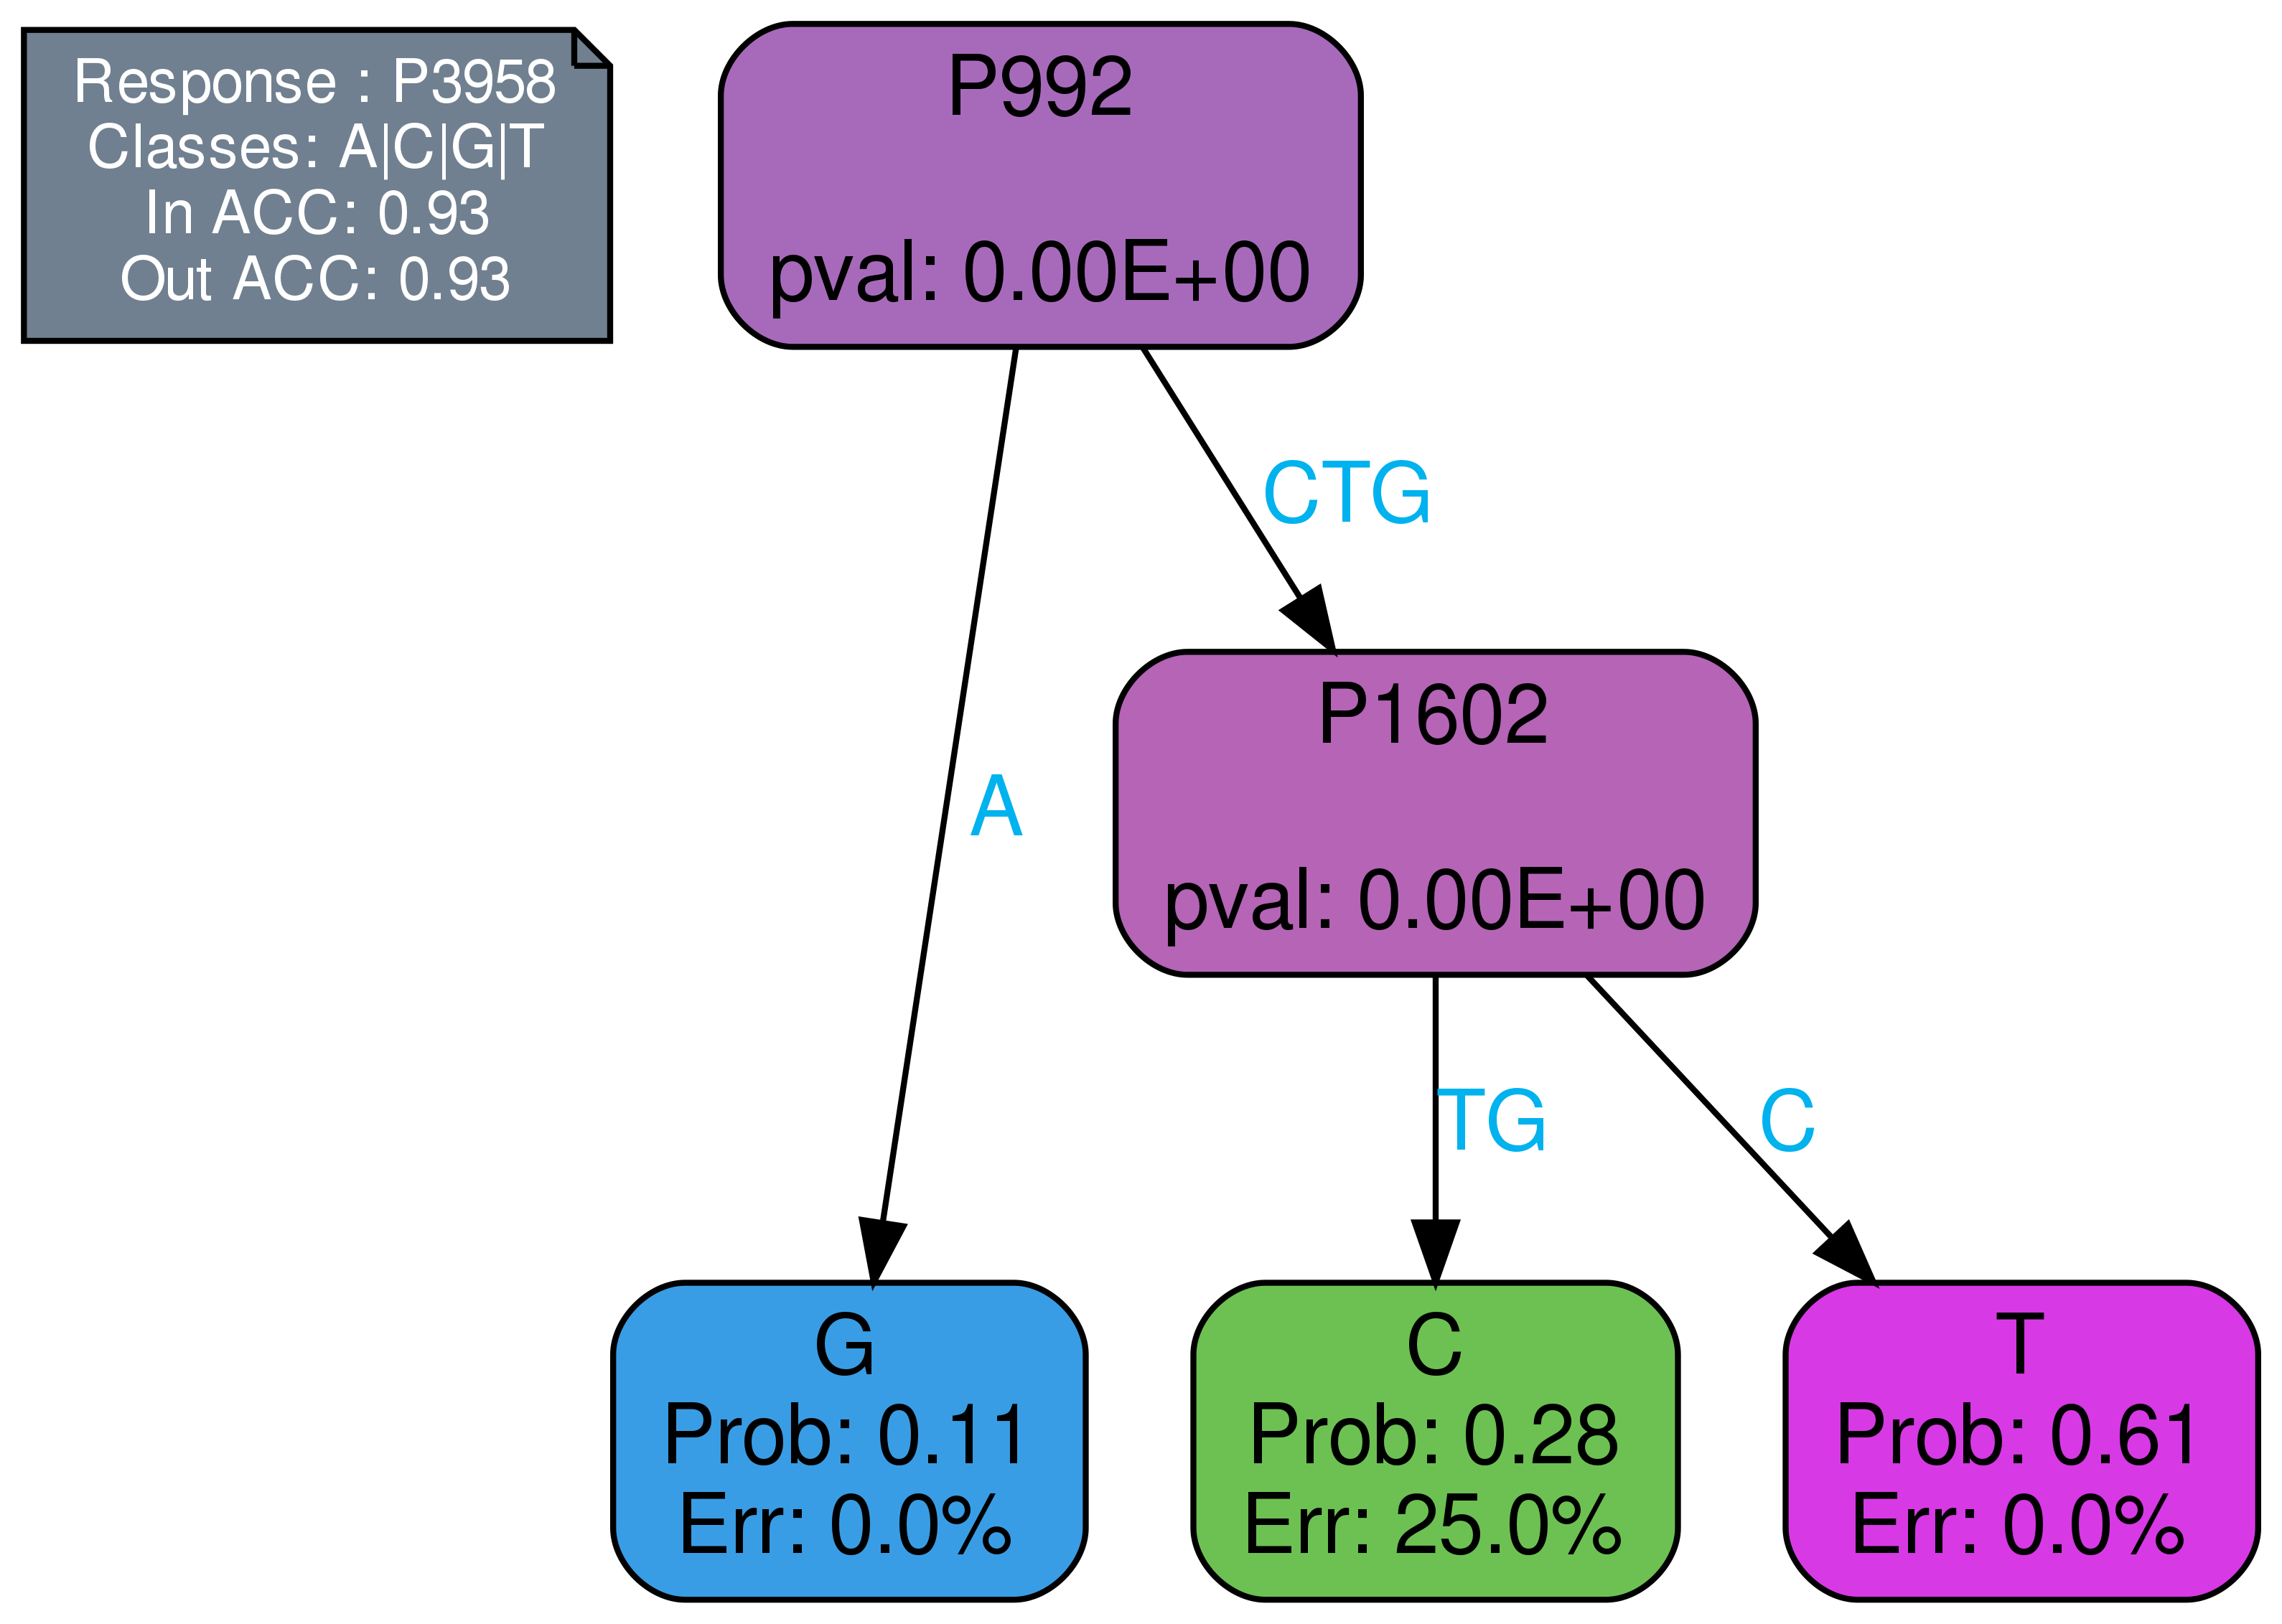 Response : P3958
Classes: A|C|G|T
In ACC: 0.93
Out ACC: 0.93
P992
pval: 0.00E+00
CTG
A
P1602
pval: 0.00E+00
TG
C
G
Prob: 0.11
Err: 0.0%
C
Prob: 0.28
Err: 25.0%
T
Prob: 0.61
Err: 0.0%